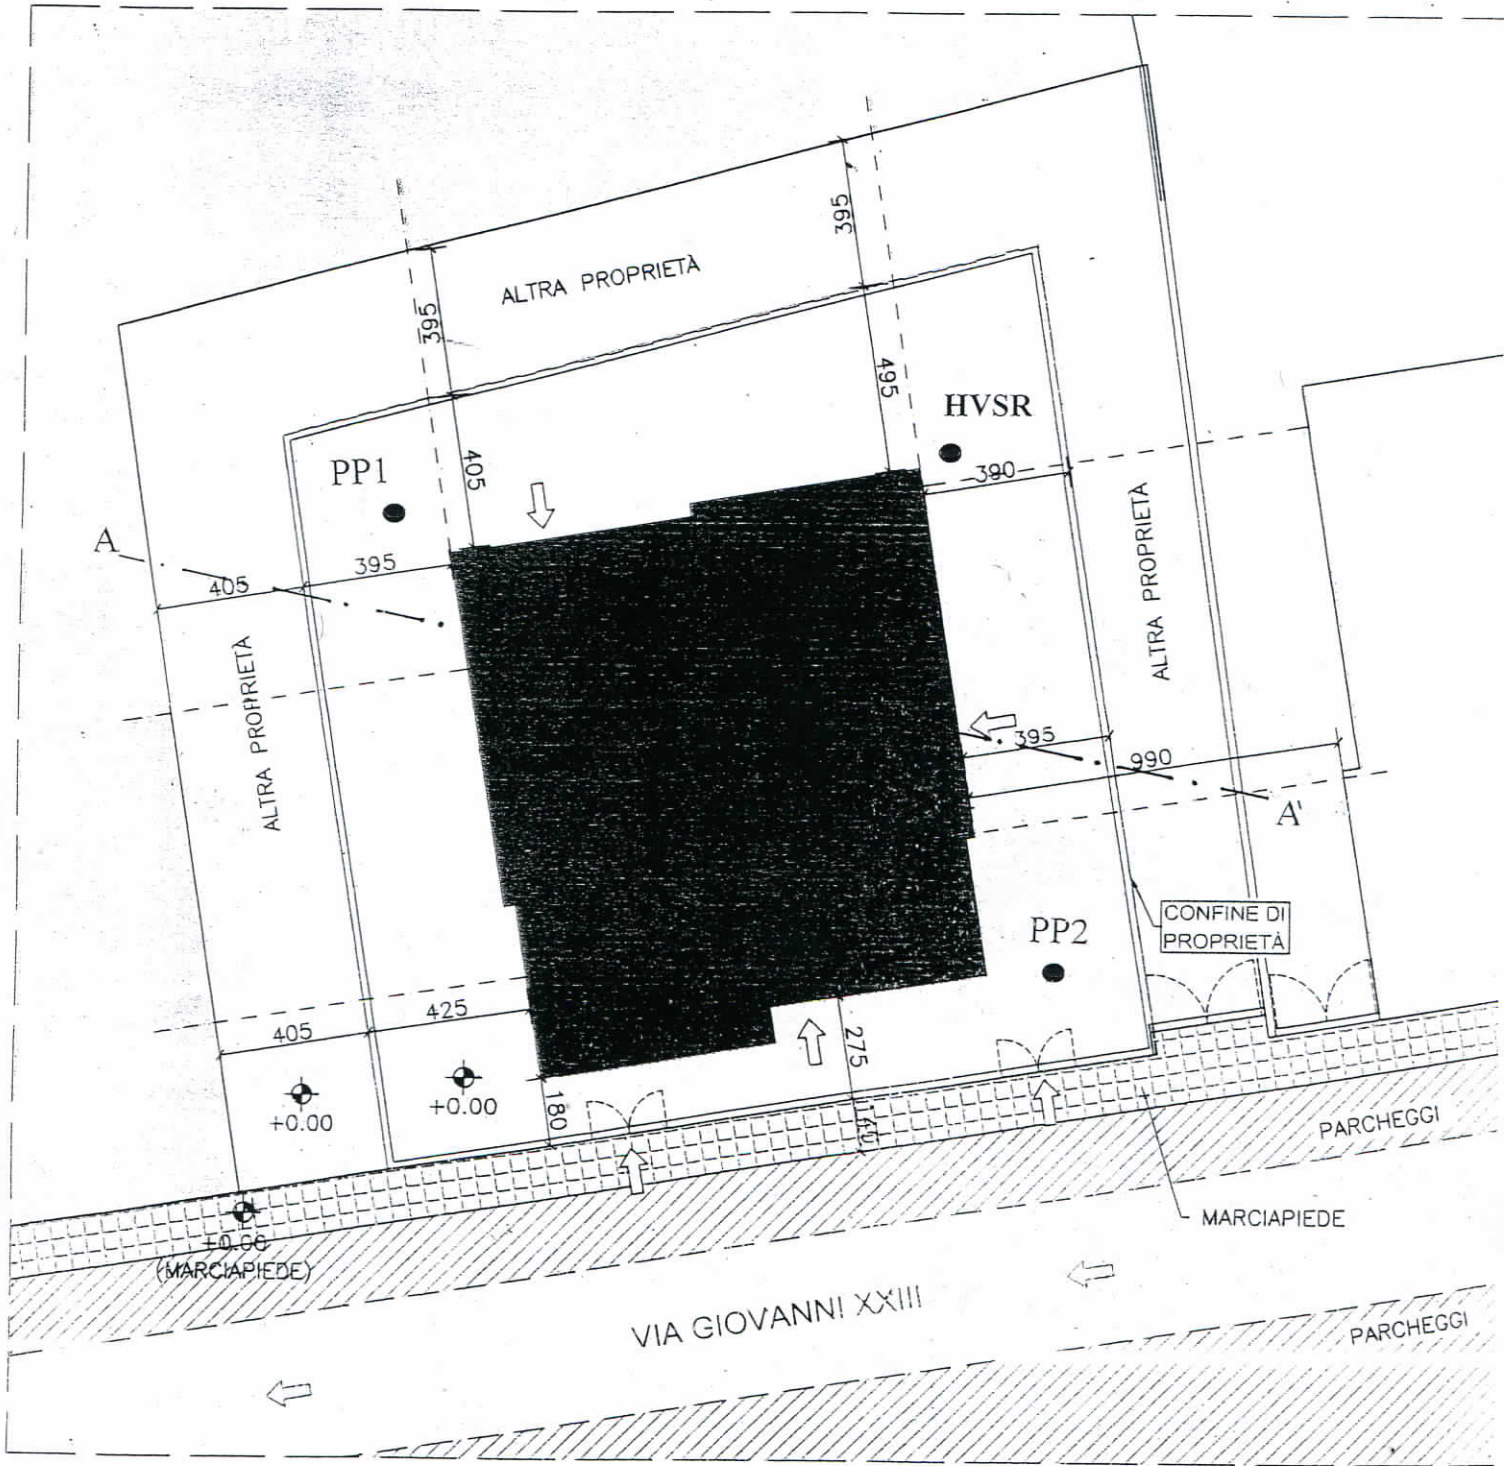 395
ALTRA PROPRIETÀ
395
495
HVSR
405
PP1
390
A
395
405
ALTRA PROPRIETÀ
ALTRA PROPRIETÀ
395
990
A'
CONFINE DI
PROPRIETÀ
PP2
425
405
275
180
+0.00
+0.00
140
PARCHEGGI
MARCIAPIEDE
+0.00
(MARCIAPIEDE)
VIA GIOVANNI XXIII
PARCHEGGI